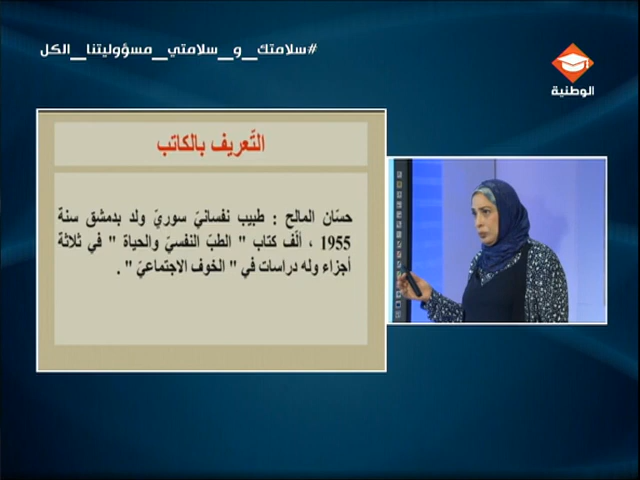 #سلامتك_و_سلامتي_مسؤوليتنا_الكل
الوطنية
التّعريف بالكاتب
حسّان المالح : طبيب نفسانيّ سوريّ ولد بدمشق سنة
1955 ، ألّف كتاب " الطبّ النفسيّ والحياة " في ثلاثة
أجزاء وله دراسات في " الخوف الاجتماعيّ " .